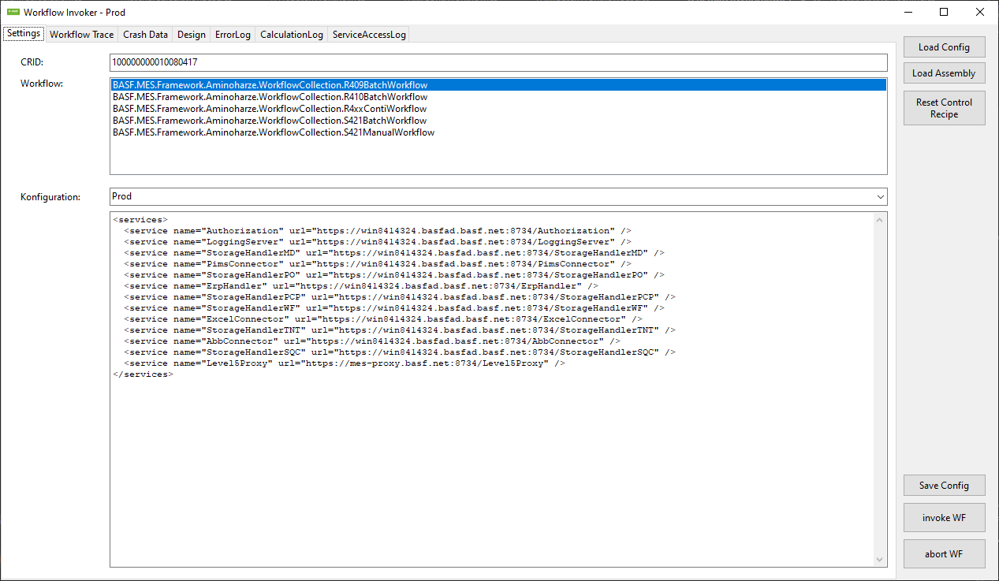 Workflow Invoker - Prod
Settings Workflow Trace Crash Data Design ErrorLog CalculationLog ServiceAccessLog
CRID: 100000000010080417
Workflow: BASF.MES.Framework.Aminoharze.WorkflowCollection.R409BatchWorkflow
BASF.MES.Framework.Aminoharze.WorkflowCollection.R410BatchWorkflow
BASF.MES.Framework.Aminoharze.WorkflowCollection.R4xxContiWorkflow
BASF.MES.Framework.Aminoharze.WorkflowCollection.S421BatchWorkflow
BASF.MES.Framework.Aminoharze.WorkflowCollection.S421ManualWorkflow
Konfiguration: Prod
<services>
  <service name="Authorization" url="https://win8414324.basfad.basf.net:8734/Authorization" />
  <service name="LoggingServer" url="https://win8414324.basfad.basf.net:8734/LoggingServer" />
  <service name="StorageHandlerMD" url="https://win8414324.basfad.basf.net:8734/StorageHandlerMD" />
  <service name="PimsConnector" url="https://win8414324.basfad.basf.net:8734/PimsConnector" />
  <service name="StorageHandlerPO" url="https://win8414324.basfad.basf.net:8734/StorageHandlerPO" />
  <service name="ErpHandler" url="https://win8414324.basfad.basf.net:8734/ErpHandler" />
  <service name="StorageHandlerPCP" url="https://win8414324.basfad.basf.net:8734/StorageHandlerPCP" />
  <service name="StorageHandlerWF" url="https://win8414324.basfad.basf.net:8734/StorageHandlerWF" />
  <service name="ExcelConnector" url="https://win8414324.basfad.basf.net:8734/ExcelConnector" />
  <service name="StorageHandlerTNT" url="https://win8414324.basfad.basf.net:8734/StorageHandlerTNT" />
  <service name="AbbConnector" url="https://win8414324.basfad.basf.net:8734/AbbConnector" />
  <service name="StorageHandlerSQC" url="https://win8414324.basfad.basf.net:8734/StorageHandlerSQC" />
  <service name="Level5Proxy" url="https://mes-proxy.basf.net:8734/Level5Proxy" />
</services>
Load Config
Load Assembly
Reset Control
Recipe
Save Config
invoke WF
abort WF